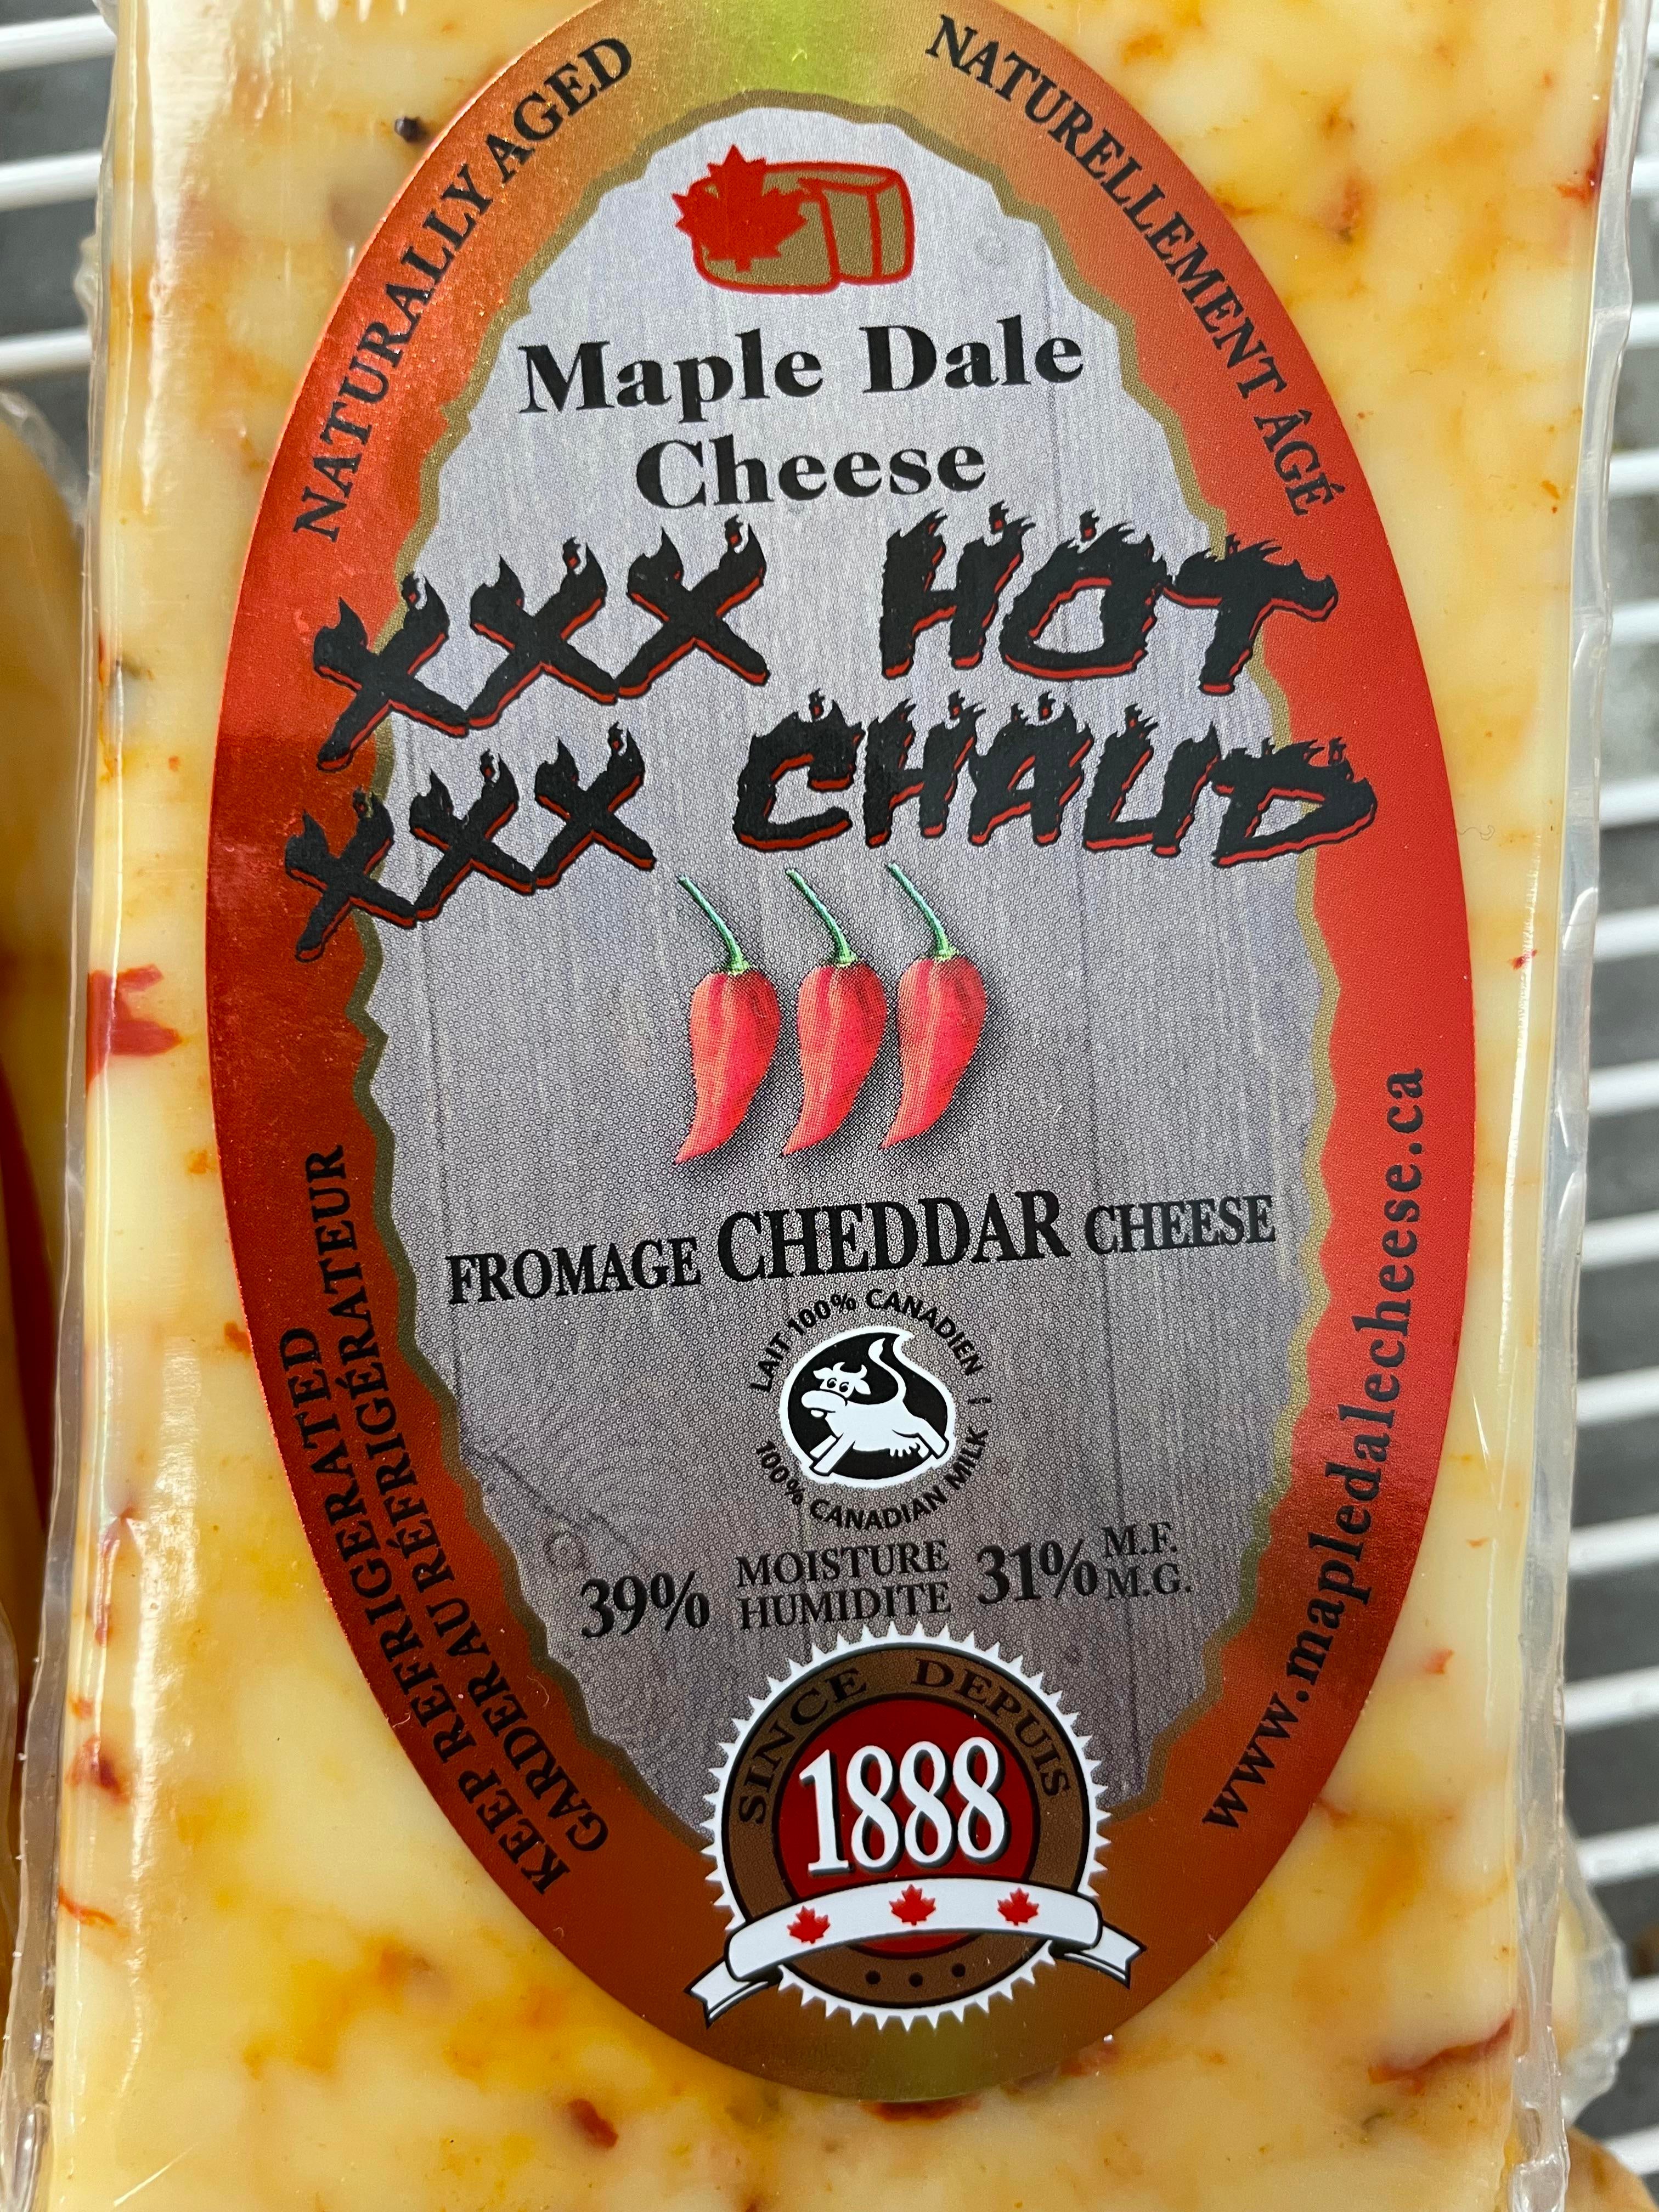 NATURALLY AGED
NATURELLEMENT ÂGÉ
Maple Dale
Cheese
XXX HOT
XXX CHAUD
FROMAGE CHEDDAR CHEESE
LAIT 100% CANADIEN /
100% CANADIAN MILK
39% MOISTURE 31% M.F.
HUMIDITE M.G.
KEEP REFRIGERATED
GARDER AU RÉFRIGÉRATEUR
www.mapledalecheese.ca
SINCE DEPUIS
1888